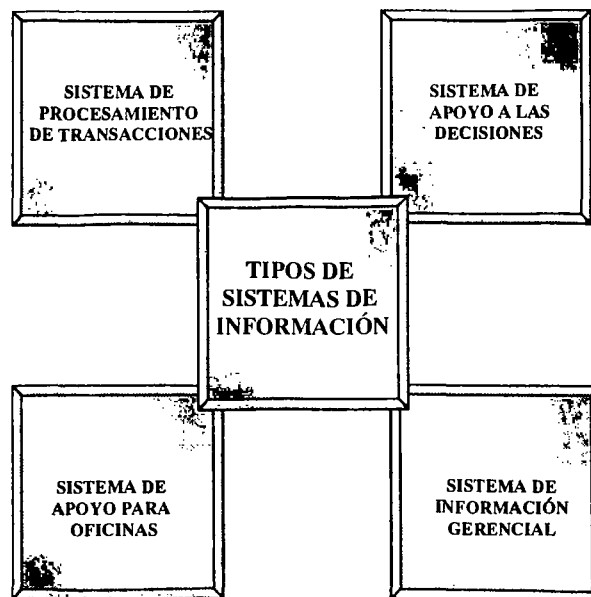 SISTEMA DE
PROCESAMIENTO
DE TRANSACCIONES
SISTEMA DE
APOYO A LAS
DECISIONES
TIPOS DE
SISTEMAS DE
INFORMACIÓN
SISTEMA DE
APOYO PARA
OFICINAS
SISTEMA DE
INFORMACIÓN
GERENCIAL